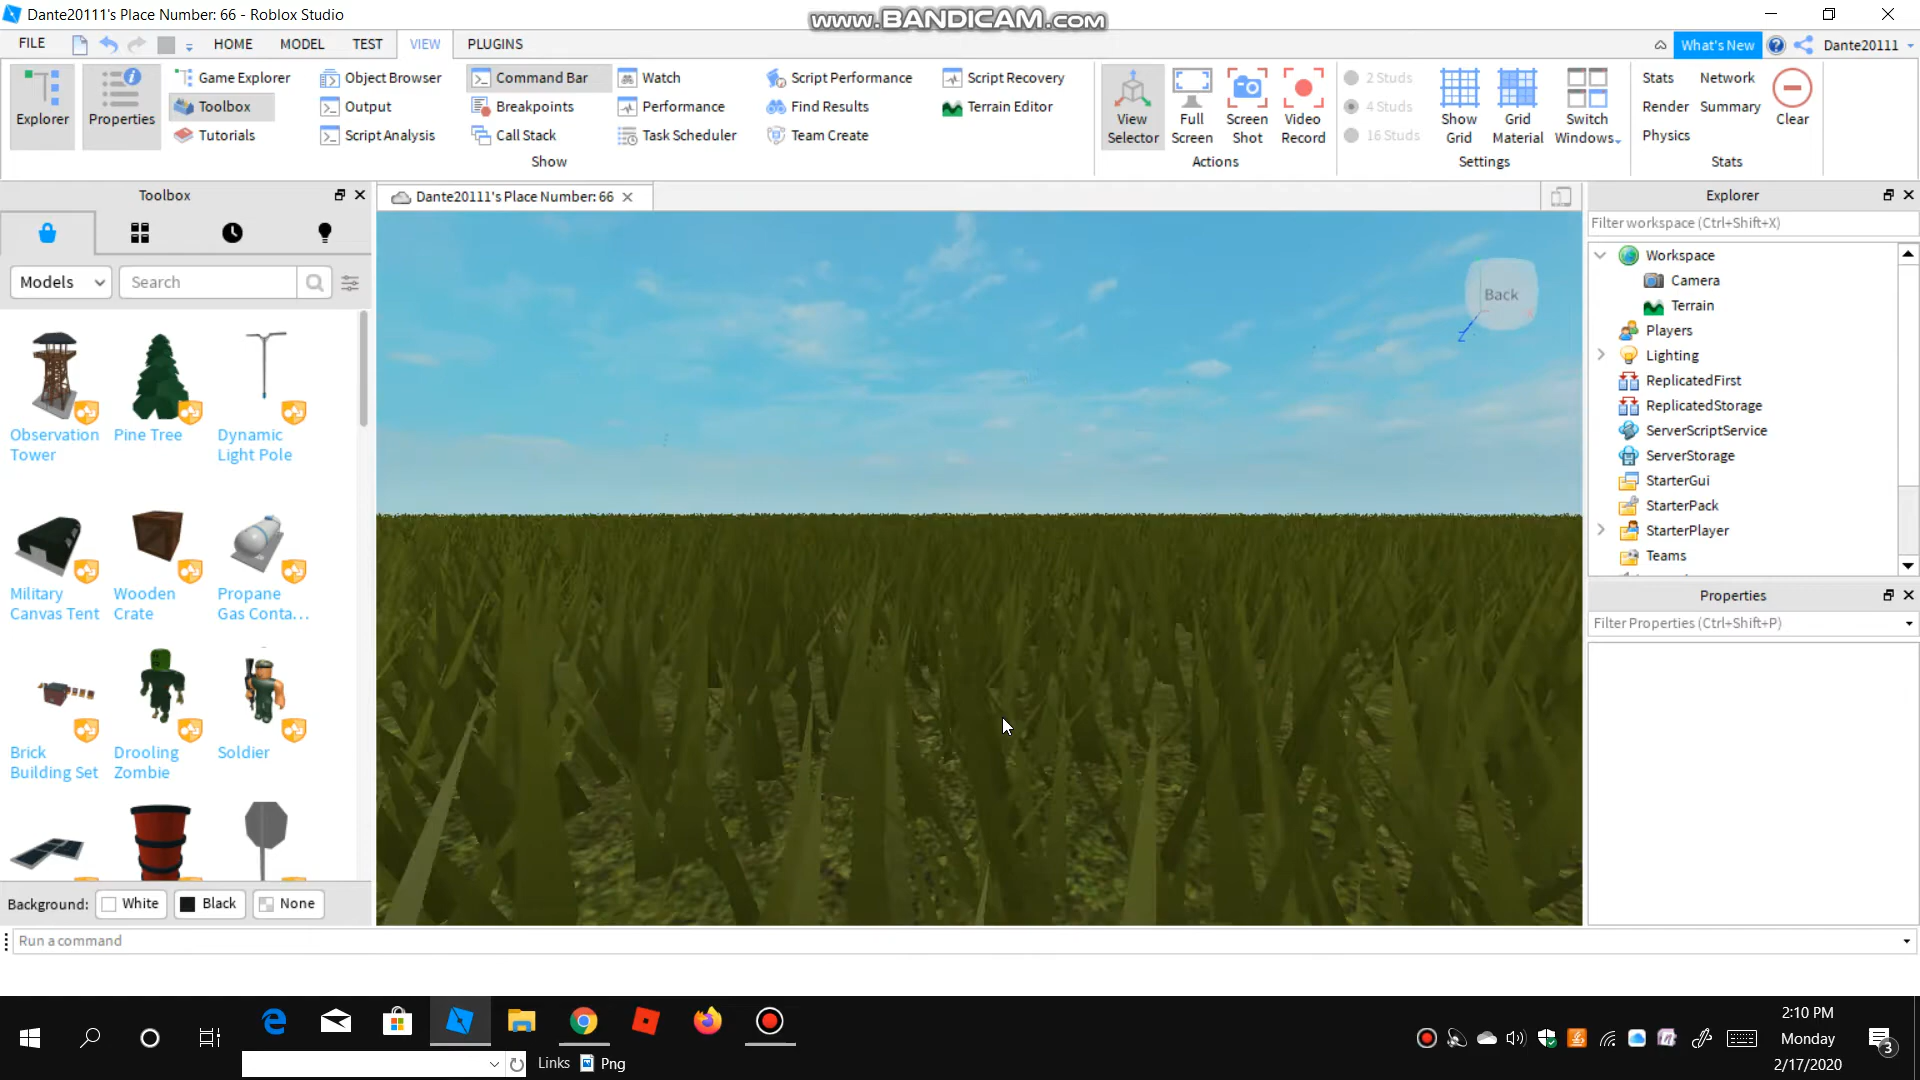 Dante20111's Place Number: 66 - Roblox Studio
www.BANDICAM.com
FILE
HOME
MODEL
TEST
VIEW
PLUGINS
What's New
Dante20111
Explorer
Properties
Game Explorer
Toolbox
Tutorials
Object Browser
Output
Script Analysis
Command Bar
Breakpoints
Call Stack
Watch
Performance
Task Scheduler
Script Performance
Find Results
Team Create
Script Recovery
Terrain Editor
Show
View
Selector
Full
Screen
Screen
Shot
Video
Record
Actions
2 Studs
4 Studs
16 Studs
Show
Grid
Grid
Material
Switch
Windows
Settings
Stats
Render
Physics
Network
Summary
Clear
Stats
Toolbox
Dante20111's Place Number: 66
Models
Search
Observation
Tower
Pine Tree
Dynamic
Light Pole
Military
Canvas Tent
Wooden
Crate
Propane
Gas Conta...
Brick
Building Set
Drooling
Zombie
Soldier
Background:
White
Black
None
Back
Z
Explorer
Filter workspace (Ctrl+Shift+X)
Workspace
Camera
Terrain
Players
Lighting
ReplicatedFirst
ReplicatedStorage
ServerScriptService
ServerStorage
StarterGui
StarterPack
StarterPlayer
Teams
Properties
Filter Properties (Ctrl+Shift+P)
Run a command
Links
Png
2:10 PM
Monday
2/17/2020
3